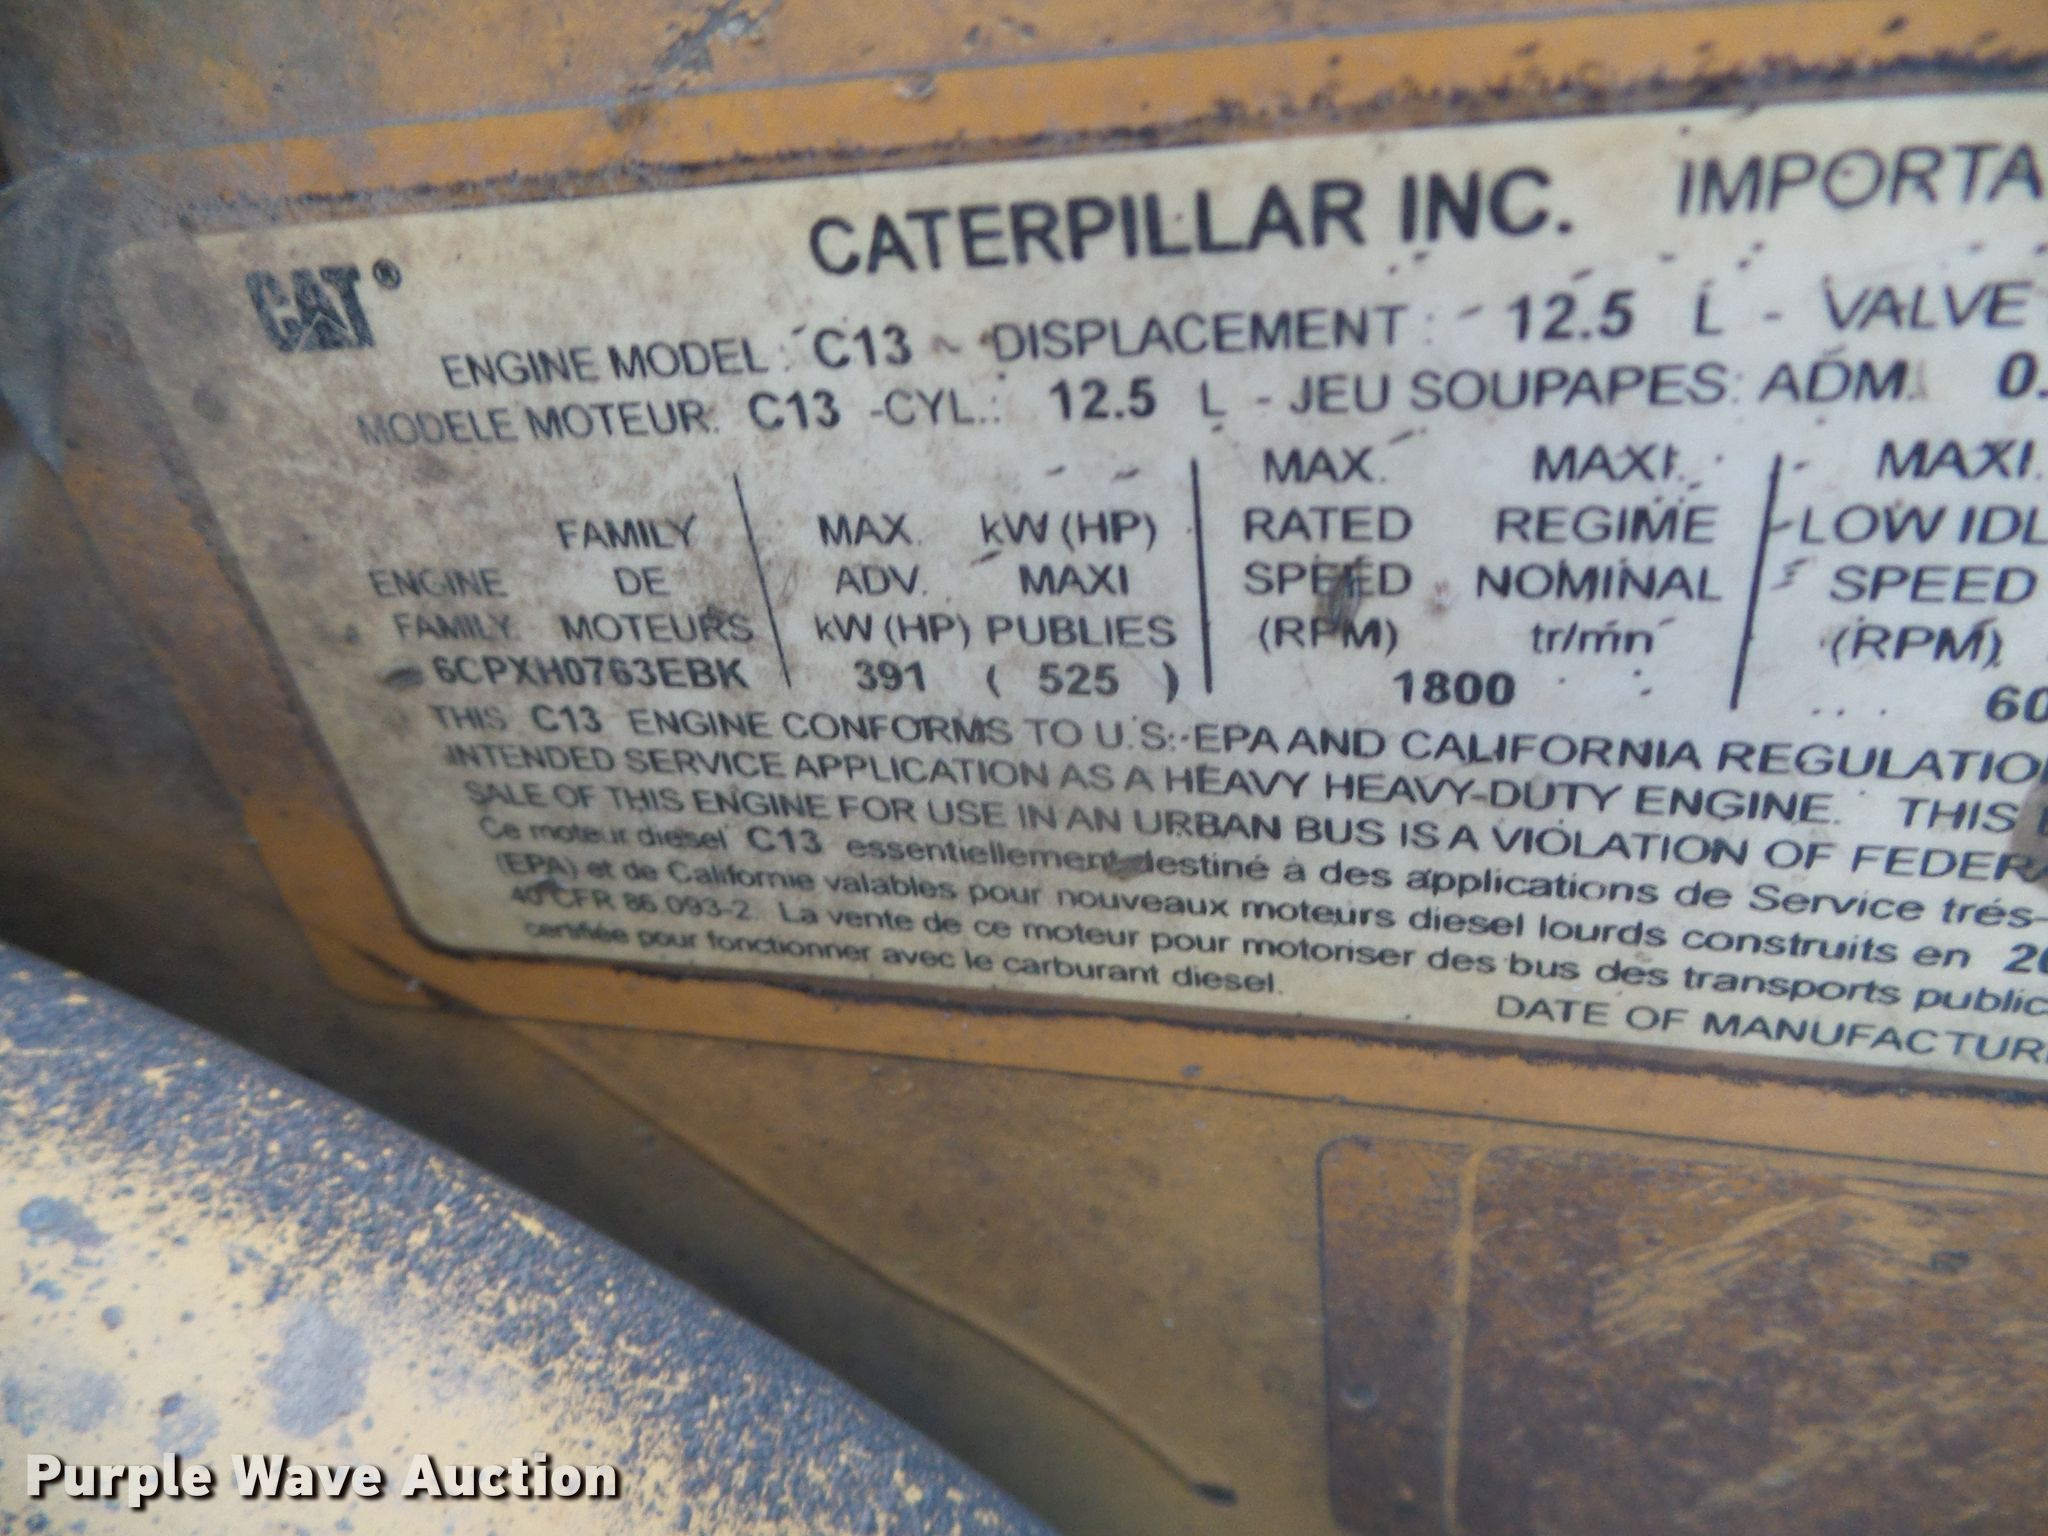 CAT®
CATERPILLAR INC. IMPORTA
ENGINE MODEL: C13 - DISPLACEMENT: 12.5 L - VALVE
MODELE MOTEUR: C13 -CYL.: 12.5 L - JEU SOUPAPES: ADM. 0.
ENGINE FAMILY
FAMILY DE MOTEURS
MAX. ADV. kW (HP)
kW (HP) MAXI PUBLIES
MAX. RATED SPEED (RPM)
MAXI. REGIME NOMINAL tr/mn
MAXI. LOW IDL SPEED (RPM)
6CPXH0763EBK 391 ( 525 ) 1800 60
THIS C13 ENGINE CONFORMS TO U.S. EPA AND CALIFORNIA REGULATIO
INTENDED SERVICE APPLICATION AS A HEAVY HEAVY-DUTY ENGINE. THIS
SALE OF THIS ENGINE FOR USE IN AN URBAN BUS IS A VIOLATION OF FEDERA
Ce moteur diesel C13 essentiellement destiné à des applications de Service trés-
(EPA) et de Californie valables pour nouveaux moteurs diesel lourds construits en 20
40 CFR 86.093-2. La vente de ce moteur pour motoriser des bus des transports public
certifiée pour fonctionner avec le carburant diesel.
DATE OF MANUFACTUR
Purple Wave Auction